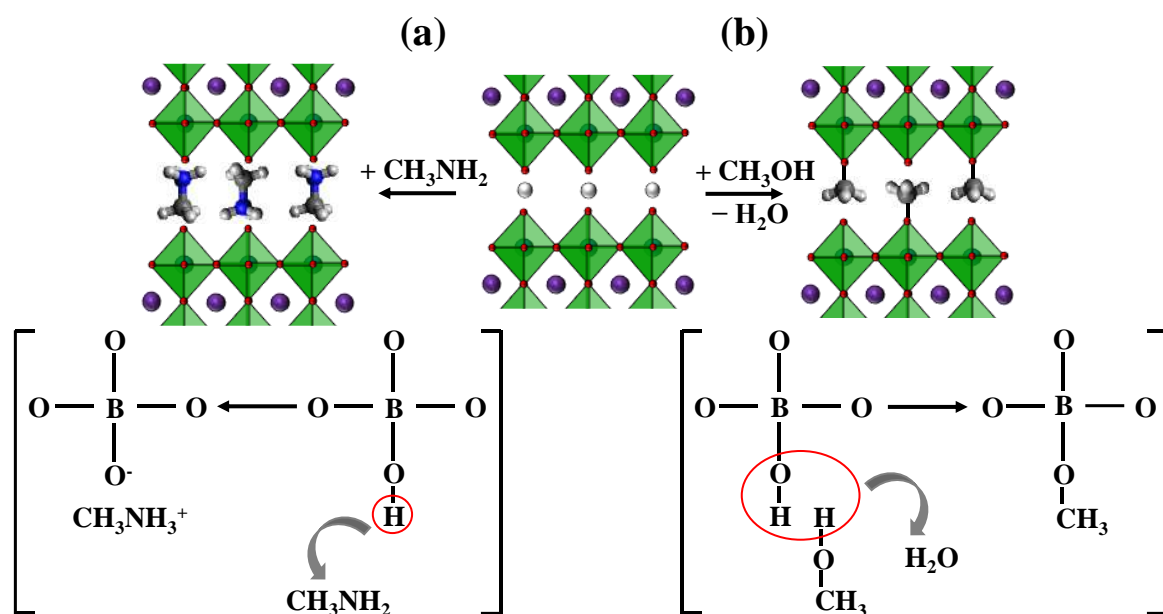 (a)
(b)
+ CH₃NH₂
+ CH₃OH
− H₂O
O
O — B — O
O⁻
CH₃NH₃⁺
O
O — B — O
O
H
CH₃NH₂
O
O — B — O
O
H
H
O
CH₃
H₂O
O
O — B — O
O
CH₃